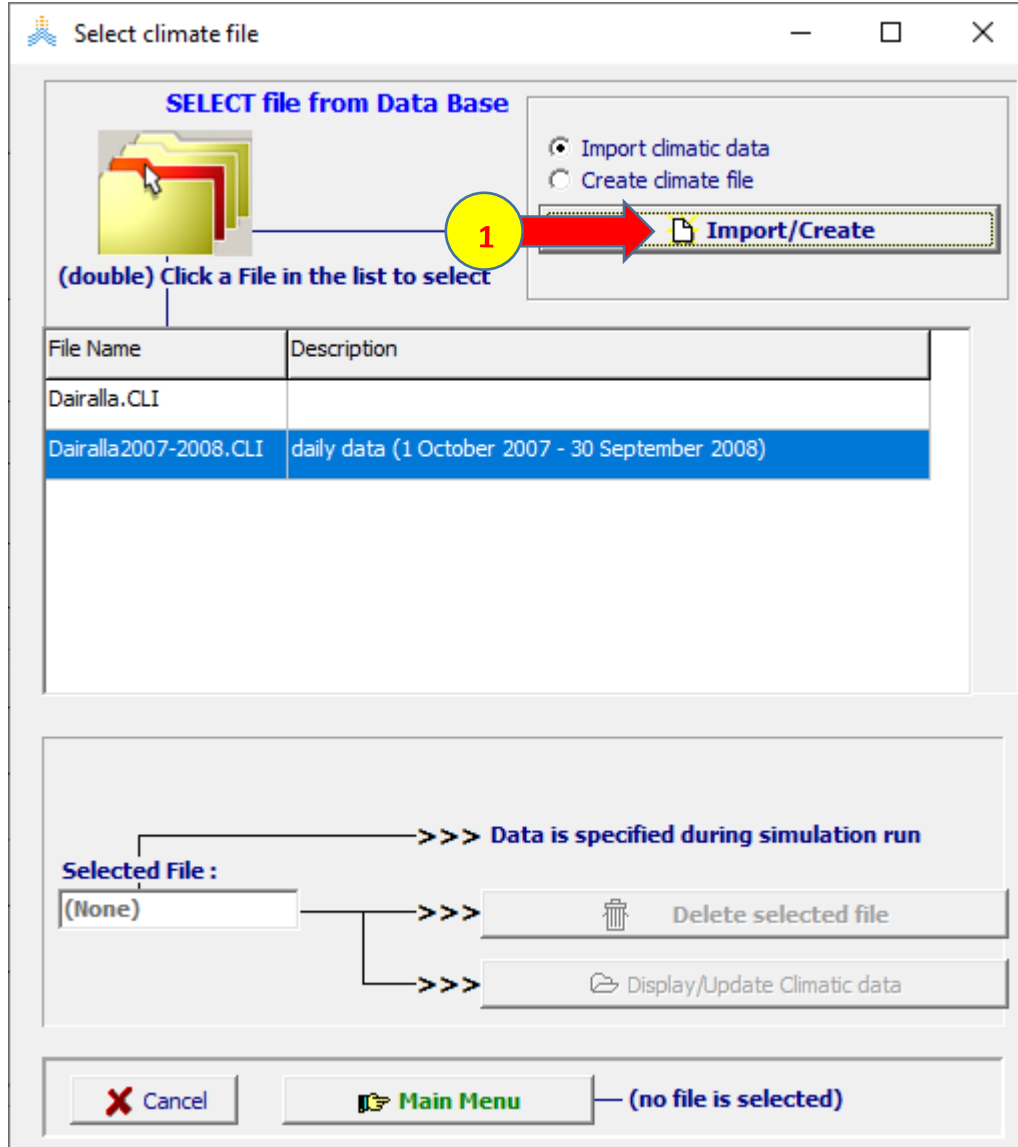 Select climate file
SELECT file from Data Base
Import climatic data
Create climate file
1
Import/Create
(double) Click a File in the list to select
File Name
Description
Dairalla.CLI
Dairalla2007-2008.CLI
daily data (1 October 2007 - 30 September 2008)
>>> Data is specified during simulation run
Selected File :
(None)
>>>
Delete selected file
>>>
Display/Update Climatic data
Cancel
Main Menu
(no file is selected)